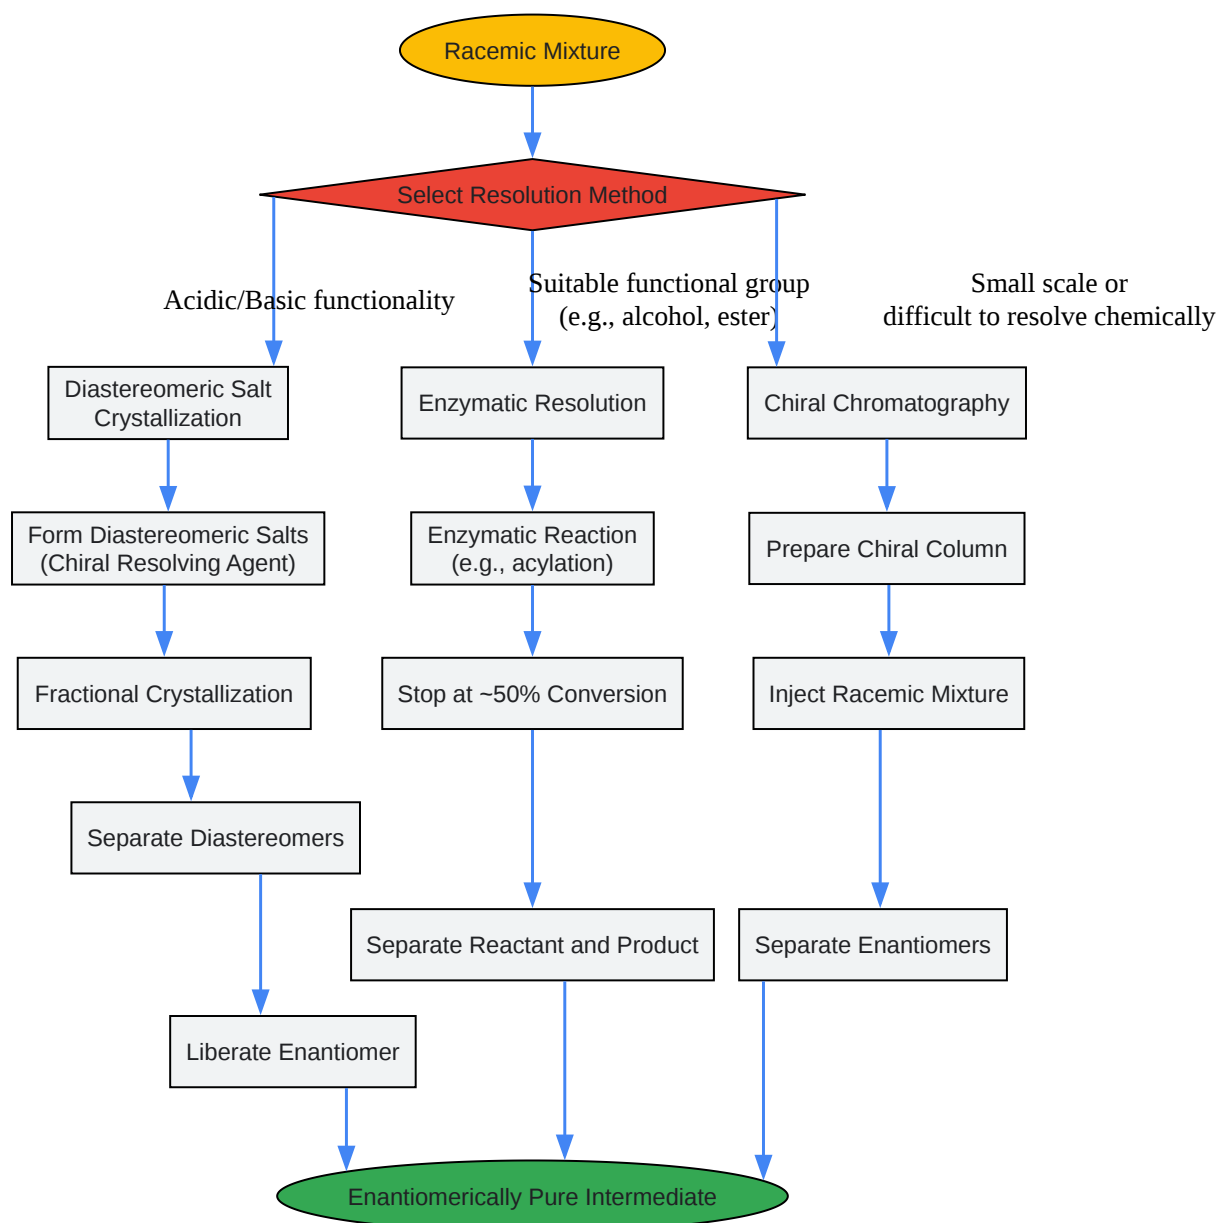 Racemic Mixture
Select Resolution Method
Acidic/Basic functionality
Suitable functional group
(e.g., alcohol, ester)
Small scale or
difficult to resolve chemically
Diastereomeric Salt
Crystallization
Enzymatic Resolution
Chiral Chromatography
Form Diastereomeric Salts
(Chiral Resolving Agent)
Enzymatic Reaction
(e.g., acylation)
Prepare Chiral Column
Fractional Crystallization
Stop at ~50% Conversion
Inject Racemic Mixture
Separate Diastereomers
Separate Reactant and Product
Separate Enantiomers
Liberate Enantiomer
Enantiomerically Pure Intermediate